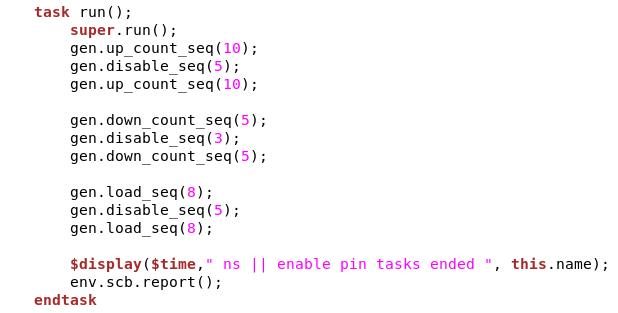 task run();
    super.run();
    gen.up_count_seq(10);
    gen.disable_seq(5);
    gen.up_count_seq(10);

    gen.down_count_seq(5);
    gen.disable_seq(3);
    gen.down_count_seq(5);

    gen.load_seq(8);
    gen.disable_seq(5);
    gen.load_seq(8);

    $display($time," ns || enable pin tasks ended ", this.name);
    env.scb.report();
endtask